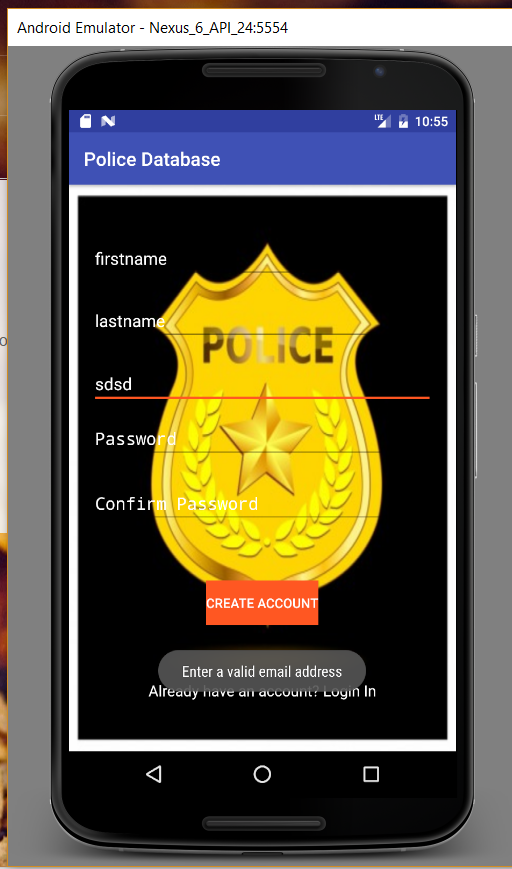 Android Emulator - Nexus_6_API_24:5554
LTE 10:55
Police Database
firstname
lastname
POLICE
sdsd
Password
Confirm Password
CREATE ACCOUNT
Enter a valid email address
Already have an account? Login In